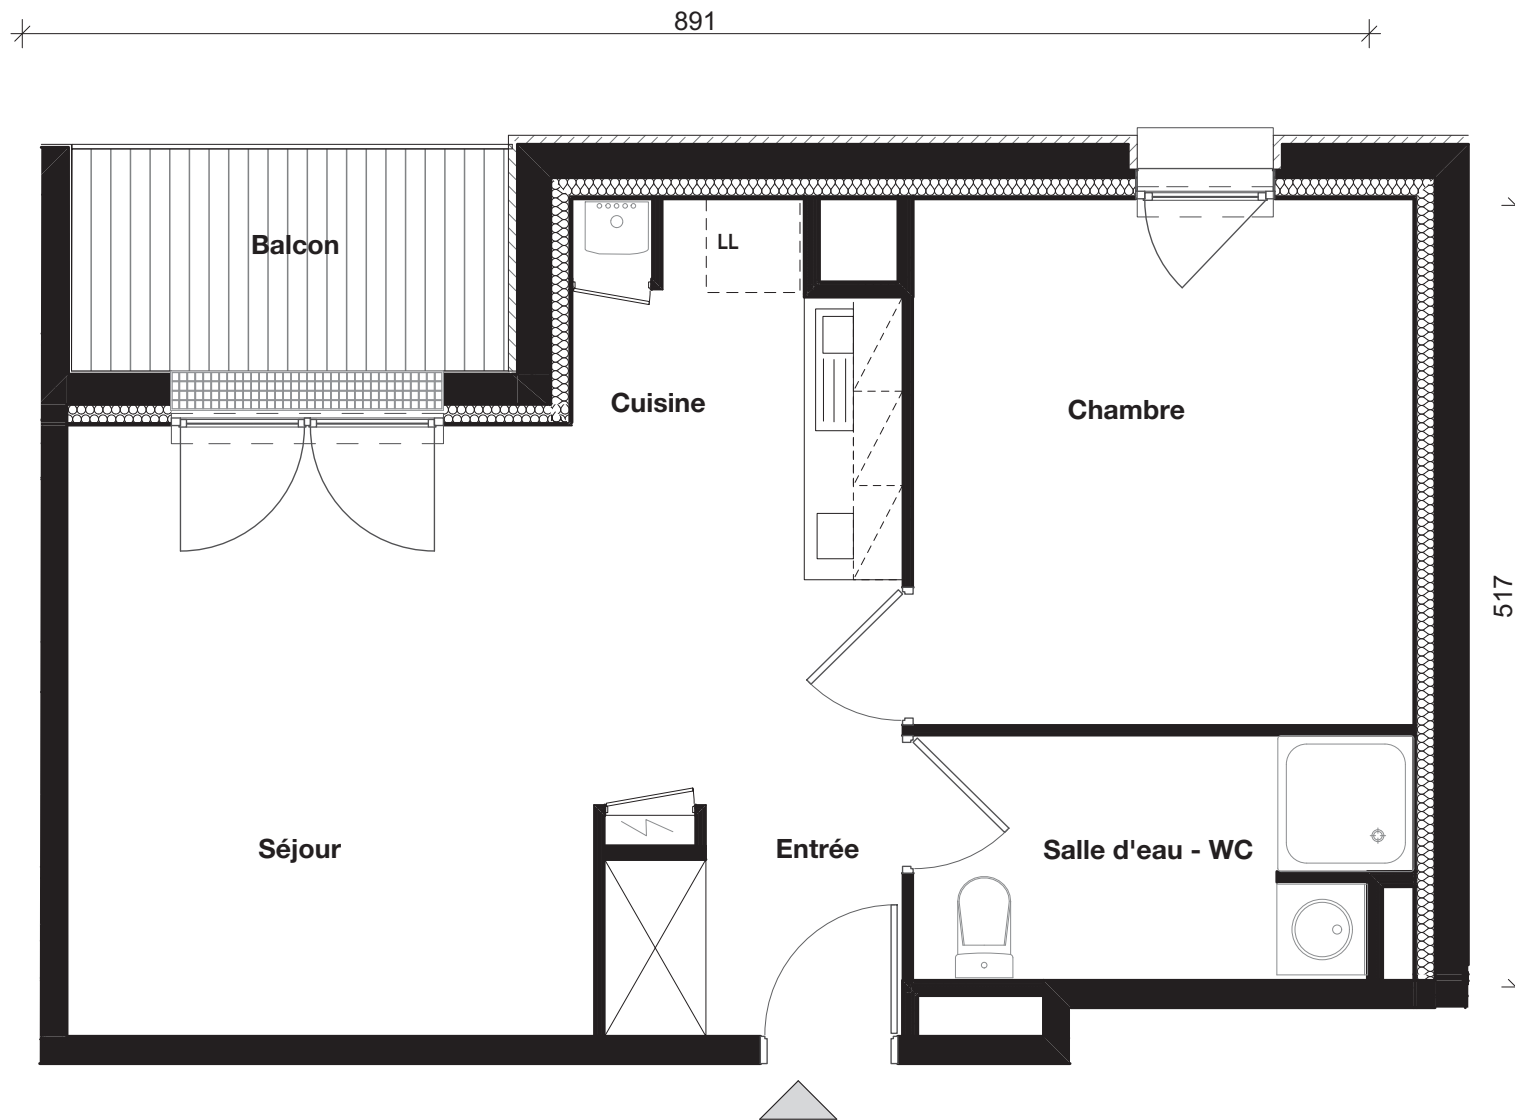 891
Balcon
LL
Cuisine
Chambre
517
Séjour
Entrée
Salle d'eau - WC